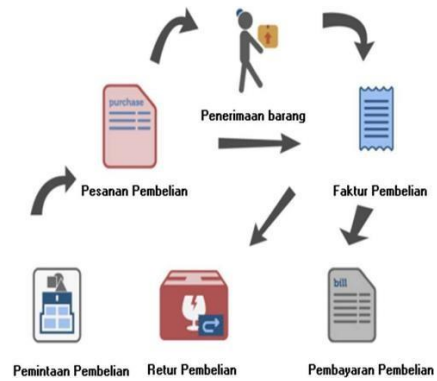 purchase
Penerimaan barang
Pesanan Pembelian
Faktur Pembelian
bill
Pemintaan Pembelian
Retur Pembelian
Pembayaran Pembelian